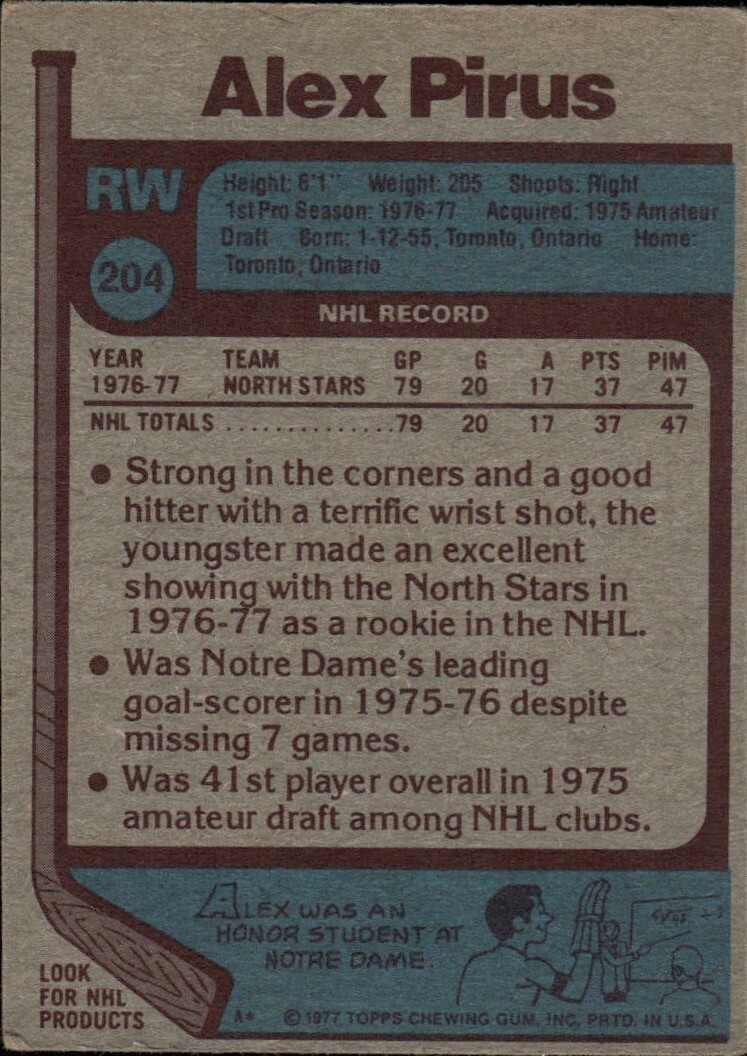 Alex Pirus
RW
204
Height: 6'1" Weight: 205 Shoots: Right
1st Pro Season: 1976-77 Acquired: 1975 Amateur
Draft Born: 1-12-55, Toronto, Ontario Home:
Toronto, Ontario
NHL RECORD
YEAR TEAM GP G A PTS PIM
1976-77 NORTH STARS 79 20 17 37 47
NHL TOTALS ..............79 20 17 37 47
● Strong in the corners and a good
hitter with a terrific wrist shot, the
youngster made an excellent
showing with the North Stars in
1976-77 as a rookie in the NHL.
● Was Notre Dame's leading
goal-scorer in 1975-76 despite
missing 7 games.
● Was 41st player overall in 1975
amateur draft among NHL clubs.
ALEX WAS AN
HONOR STUDENT AT
NOTRE DAME.
LOOK
FOR NHL
PRODUCTS
A* © 1977 TOPPS CHEWING GUM, INC. PRTD. IN U.S.A.